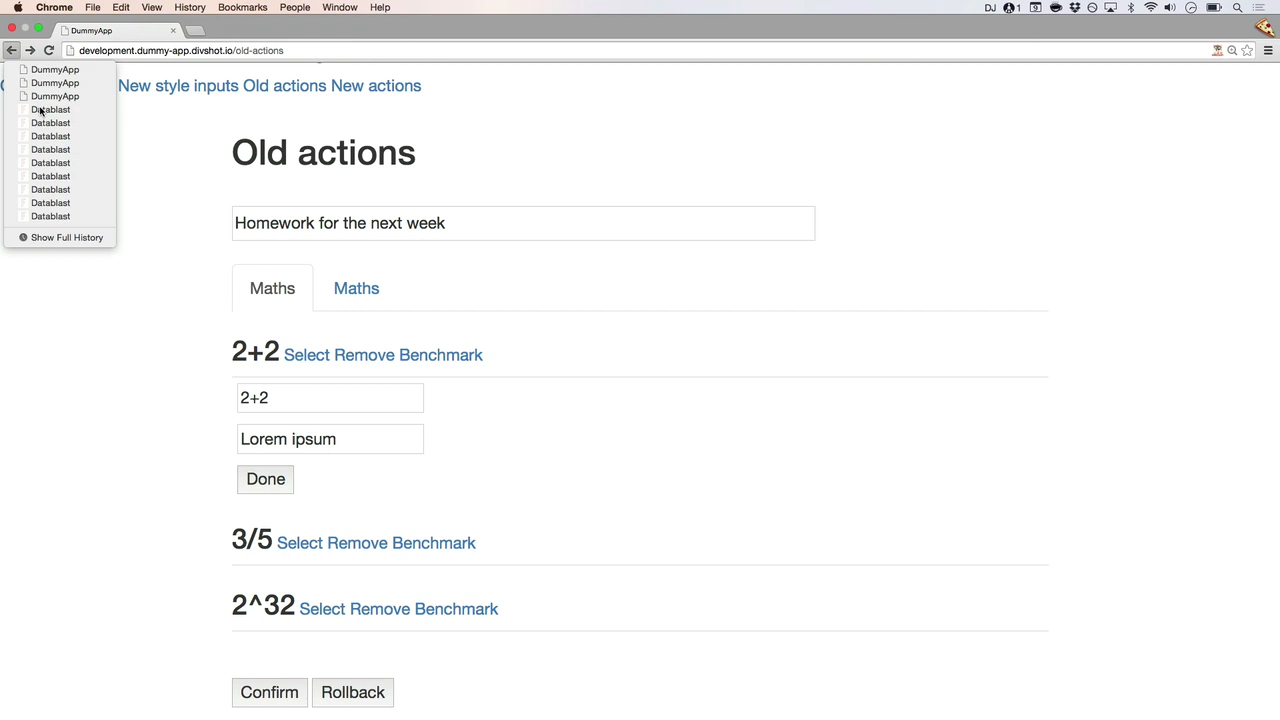 Chrome File Edit View History Bookmarks People Window Help DJ 1 9
DummyApp
development.dummy-app.divshot.io/old-actions
DummyApp
DummyApp
DummyApp
Datablast
Datablast
Datablast
Datablast
Datablast
Datablast
Datablast
Datablast
Datablast
Show Full History
New style inputs Old actions New actions
Old actions
Homework for the next week
Maths Maths
2+2 Select Remove Benchmark
2+2
Lorem ipsum
Done
3/5 Select Remove Benchmark
2^32 Select Remove Benchmark
Confirm Rollback